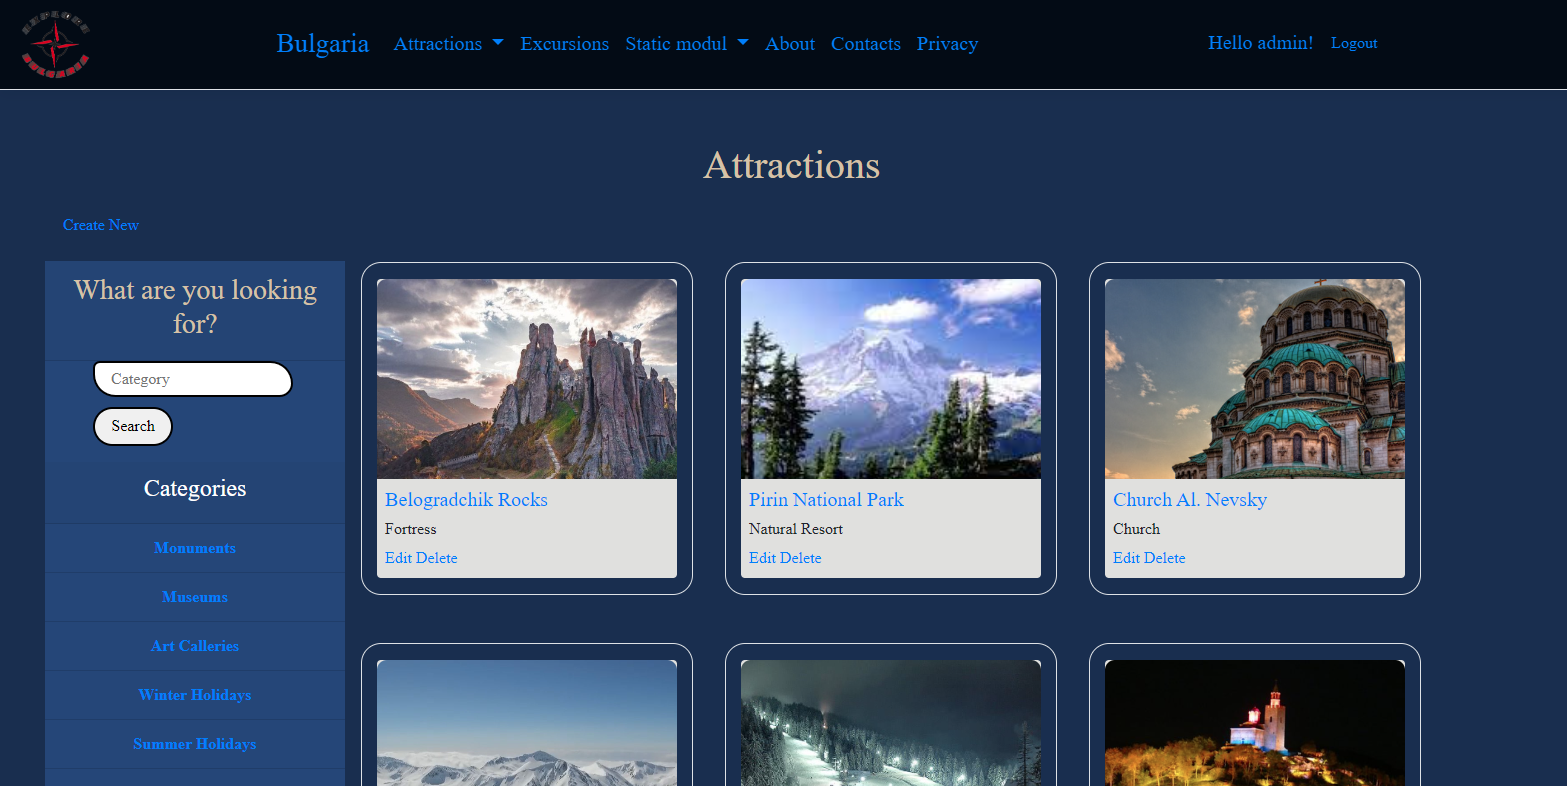 Bulgaria Attractions Excursions Static modul About Contacts Privacy Hello admin! Logout
Attractions
Create New
What are you looking
for?
Category
Search
Categories
Monuments
Museums
Art Calleries
Winter Holidays
Summer Holidays
Belogradchik Rocks
Fortress
Edit Delete
Pirin National Park
Natural Resort
Edit Delete
Church Al. Nevsky
Church
Edit Delete